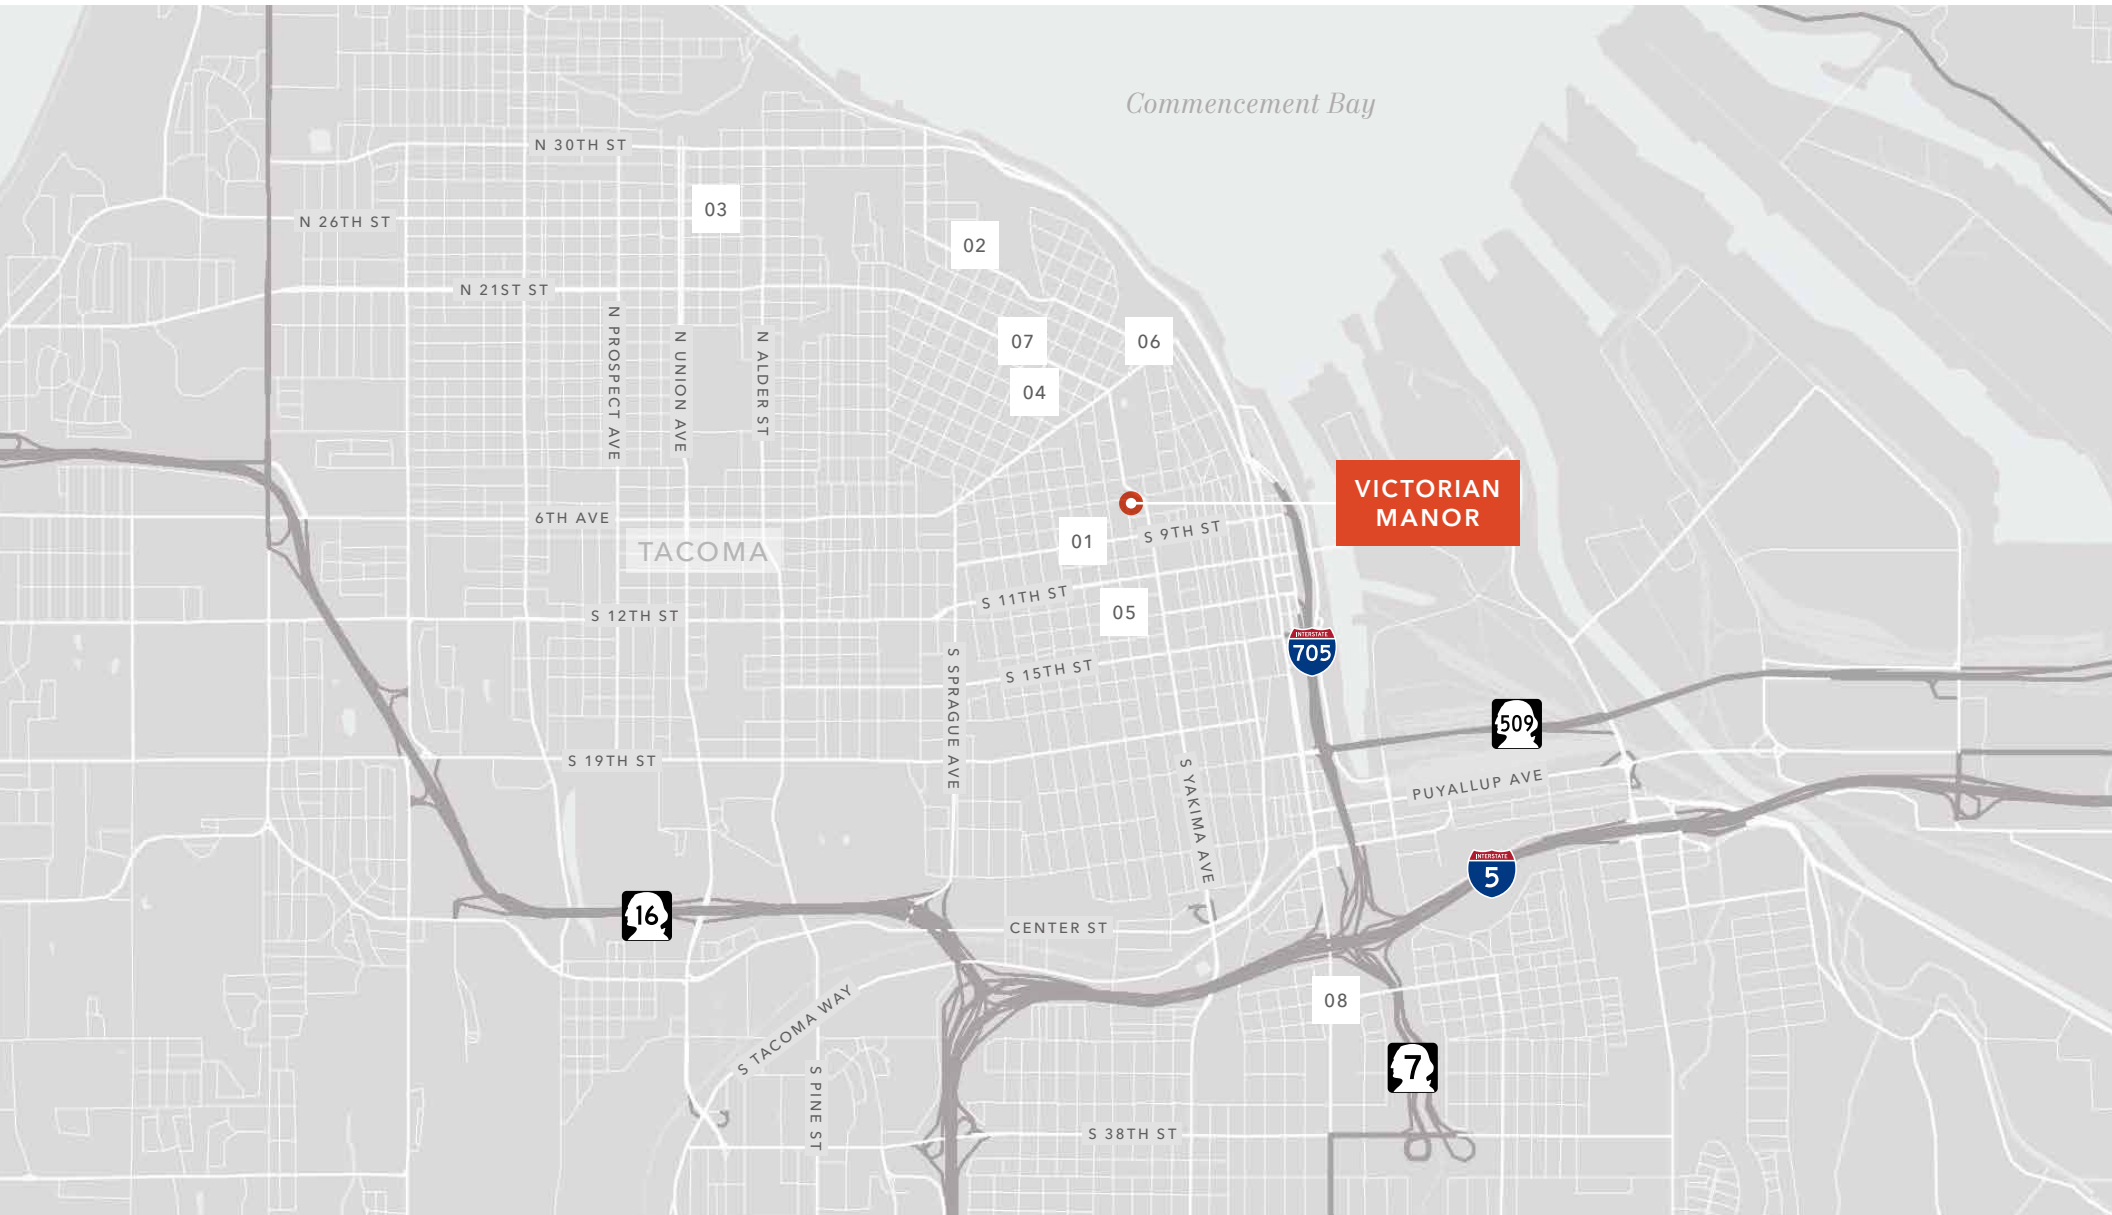 Commencement Bay
N 30TH ST
03
N 26TH ST
02
N 21ST ST
N PROSPECT AVE
N UNION AVE
N ALDER ST
07
06
04
VICTORIAN
MANOR
6TH AVE
TACOMA
01
S 9TH ST
S 11TH ST
05
S 12TH ST
INTERSTATE
705
S SPRAGUE AVE
S 15TH ST
509
S 19TH ST
S YAKIMA AVE
PUYALLUP AVE
INTERSTATE
5
16
CENTER ST
S TACOMA WAY
08
7
S PINE ST
S 38TH ST